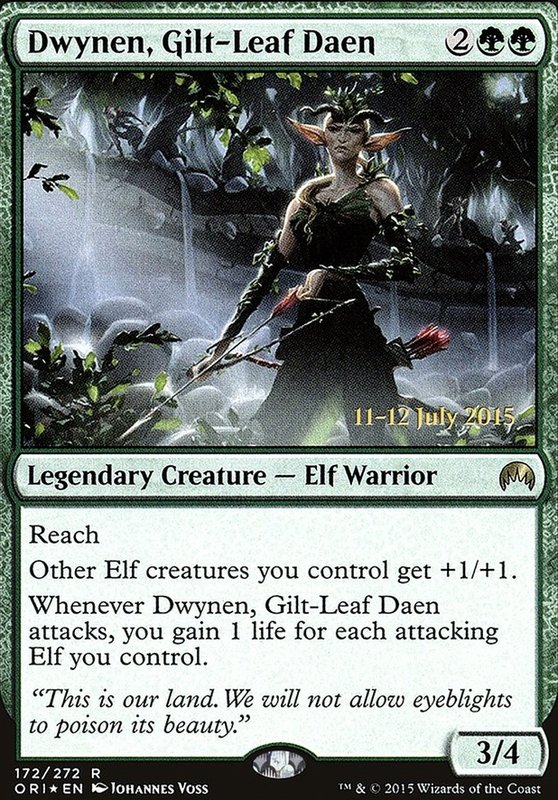 Dwynen, Gilt-Leaf Daen 2
11-12 July 2015
Legendary Creature — Elf Warrior
Reach
Other Elf creatures you control get +1/+1.
Whenever Dwynen, Gilt-Leaf Daen
attacks, you gain 1 life for each attacking
Elf you control.
“This is our land. We will not allow eyeblights
to poison its beauty.”
3/4
172/272 R
ORI★EN Johannes Voss ™ & © 2015 Wizards of the Coast